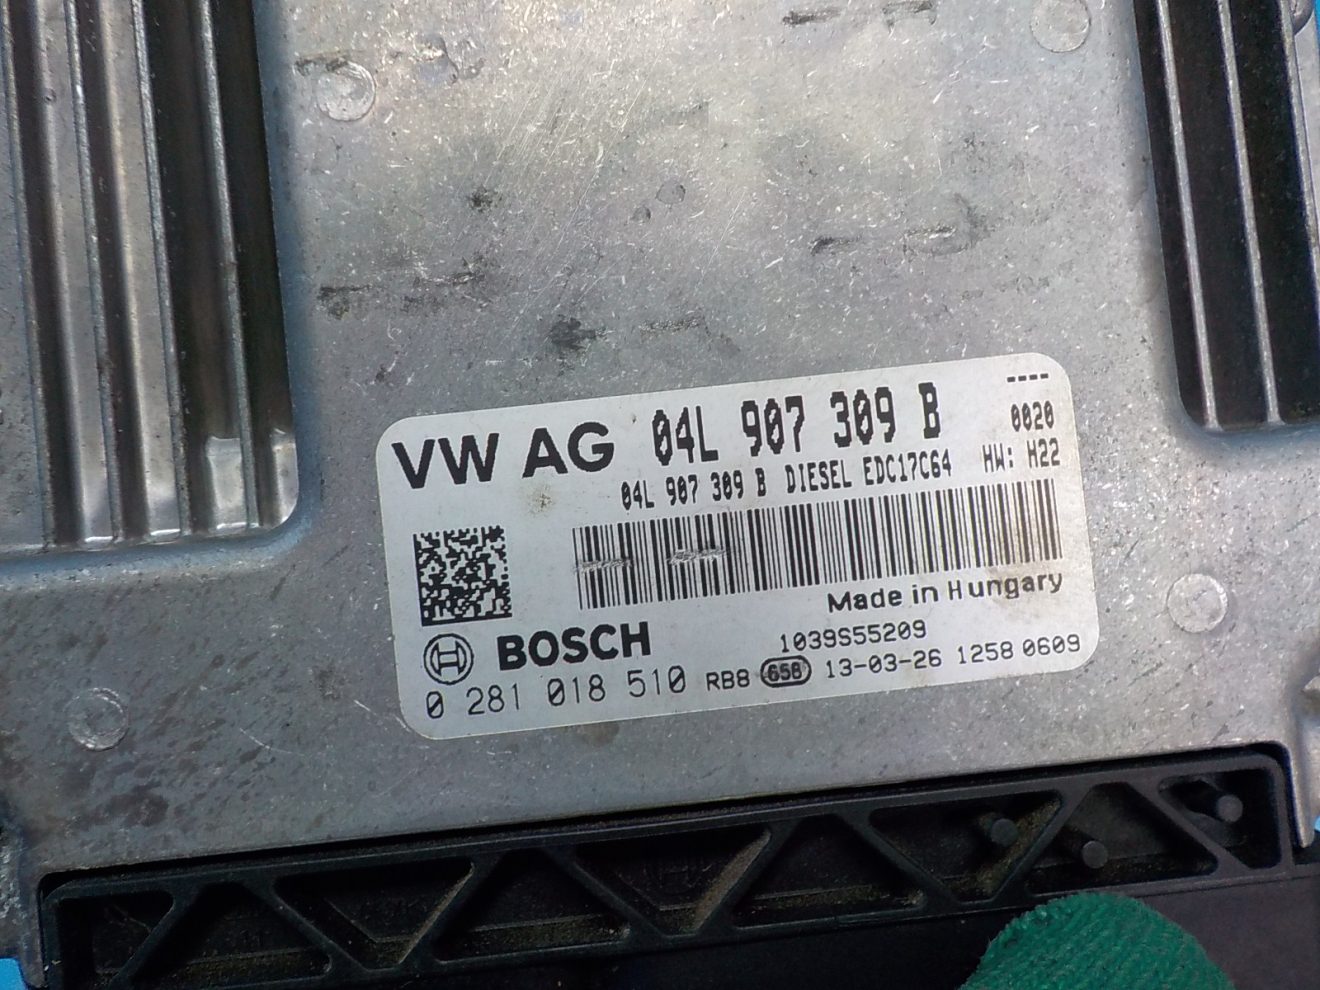 ----
VW AG 04L 907 309 B 0020
04L 907 309 B DIESEL EDC17C64 HW: H22
Made in Hungary
BOSCH 1039S55209
0 281 018 510 RB8 658 13-03-26 1258 0609